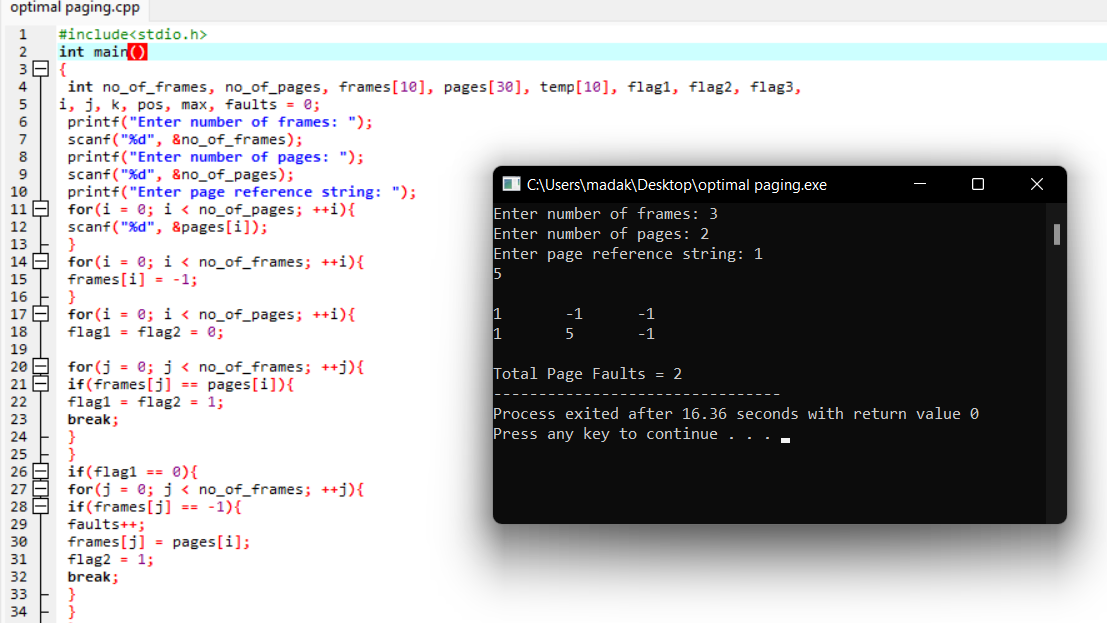 optimal paging.cpp
1 #include<stdio.h>
2 int main()
3 {
4 int no_of_frames, no_of_pages, frames[10], pages[30], temp[10], flag1, flag2, flag3,
5 i, j, k, pos, max, faults = 0;
6 printf("Enter number of frames: ");
7 scanf("%d", &no_of_frames);
8 printf("Enter number of pages: ");
9 scanf("%d", &no_of_pages);
10 printf("Enter page reference string: ");
11 for(i = 0; i < no_of_pages; ++i){
12 scanf("%d", &pages[i]);
13 }
14 for(i = 0; i < no_of_frames; ++i){
15 frames[i] = -1;
16 }
17 for(i = 0; i < no_of_pages; ++i){
18 flag1 = flag2 = 0;
19
20 for(j = 0; j < no_of_frames; ++j){
21 if(frames[j] == pages[i]){
22 flag1 = flag2 = 1;
23 break;
24 }
25 }
26 if(flag1 == 0){
27 for(j = 0; j < no_of_frames; ++j){
28 if(frames[j] == -1){
29 faults++;
30 frames[j] = pages[i];
31 flag2 = 1;
32 break;
33 }
34 }
C:\Users\madak\Desktop\optimal paging.exe
Enter number of frames: 3
Enter number of pages: 2
Enter page reference string: 1
5
1 -1 -1
1 5 -1
Total Page Faults = 2
--------------------------------
Process exited after 16.36 seconds with return value 0
Press any key to continue . . .